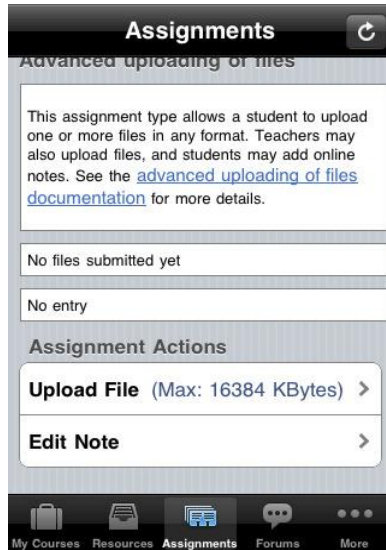 Assignments
Advanced uploading of files
This assignment type allows a student to upload
one or more files in any format. Teachers may
also upload files, and students may add online
notes. See the advanced uploading of files
documentation for more details.
No files submitted yet
No entry
Assignment Actions
Upload File (Max: 16384 KBytes)
Edit Note
My Courses Resources Assignments Forums More